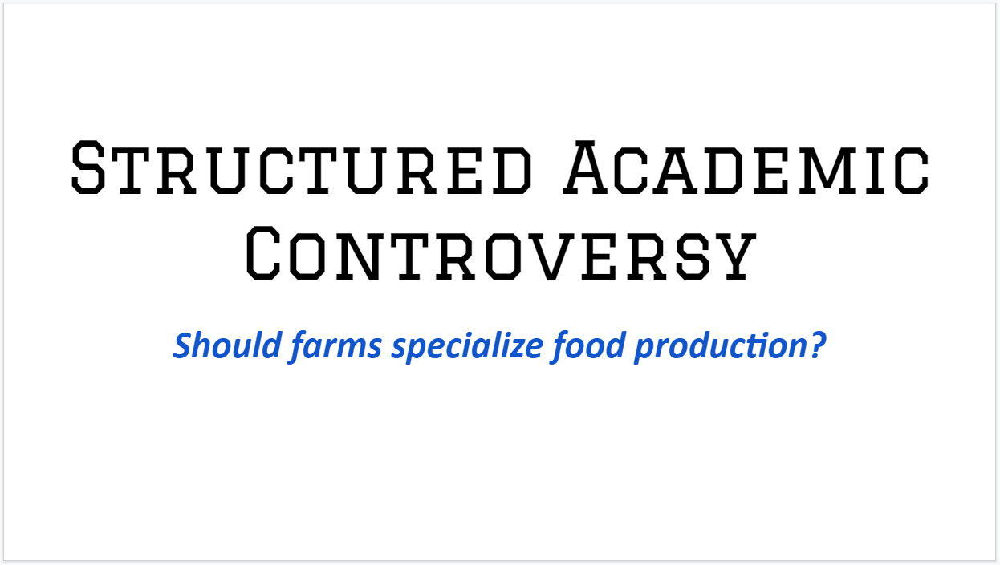 Structured Academic
Controversy
Should farms specialize food production?